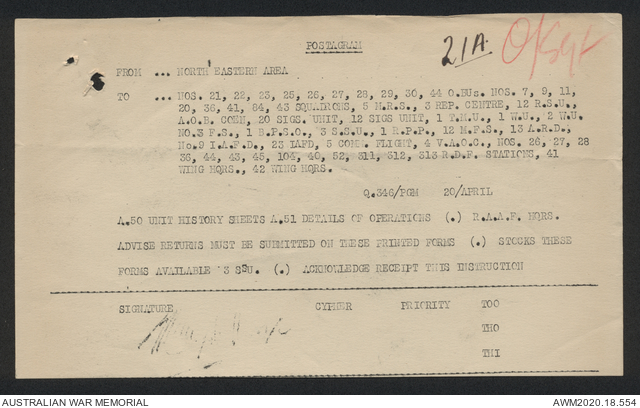 POSTAGRAM
21A.
FROM ... NORTH EASTERN AREA
TO ... NOS. 21, 22, 23, 25, 26, 27, 28, 29, 30, 44 O.BUs. NOS. 7, 9, 11,
20, 36, 41, 84, 43 SQUADRONS, 5 M.R.S., 3 REP. CENTRE, 12 R.S.U.,
A.O.B. COEN, 20 SIGS. UNIT, 12 SIGS UNIT, 1 T.M.U., 1 W.U., 2 W.U.
NO.3 F.S., 1 B.P.S.O., 3 S.S.U., 1 R.P.P., 12 M.P.S., 13 A.R.D.,
No.9 I.A.F.D., 23 IAFD, 5 COMM. FLIGHT, 4 V.A.O.C., NOS. 26, 27, 28
36, 44, 43, 45, 104, 40, 52, 311, 312, 313 R.D.F. STATIONS, 41
WING HQRS., 42 WING HQRS.
Q.346/PGM 20/APRIL
A.50 UNIT HISTORY SHEETS A.51 DETAILS OF OPERATIONS (.) R.A.A.F. HQRS.
ADVISE RETURNS MUST BE SUBMITTED ON THESE PRINTED FORMS (.) STOCKS THESE
FORMS AVAILABLE 3 SSU. (.) ACKNOWLEDGE RECEIPT THIS INSTRUCTION
SIGNATURE CYPHER PRIORITY TOO
THO
THI
AUSTRALIAN WAR MEMORIAL AWM2020.18.554